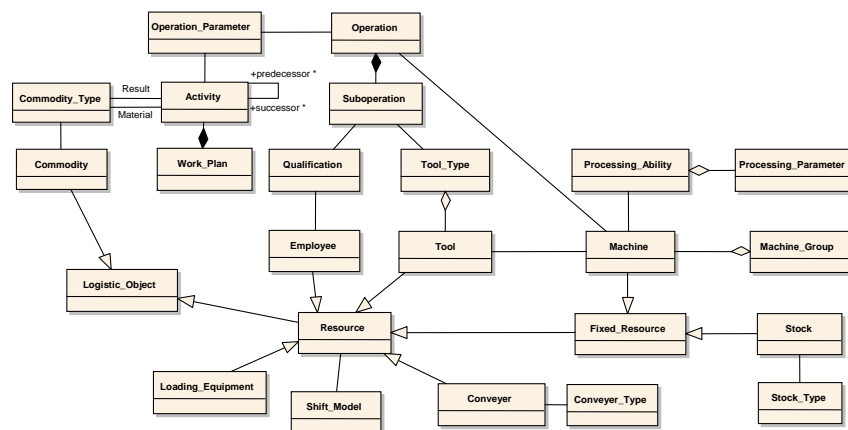 Operation_Parameter
Operation
+predecessor *
Commodity_Type
Result
Activity
Suboperation
+successor *
Material
Commodity
Work_Plan
Qualification
Tool_Type
Processing_Ability
Processing_Parameter
Employee
Tool
Machine
Machine_Group
Logistic_Object
Resource
Fixed_Resource
Stock
Loading_Equipment
Shift_Model
Conveyer
Conveyer_Type
Stock_Type